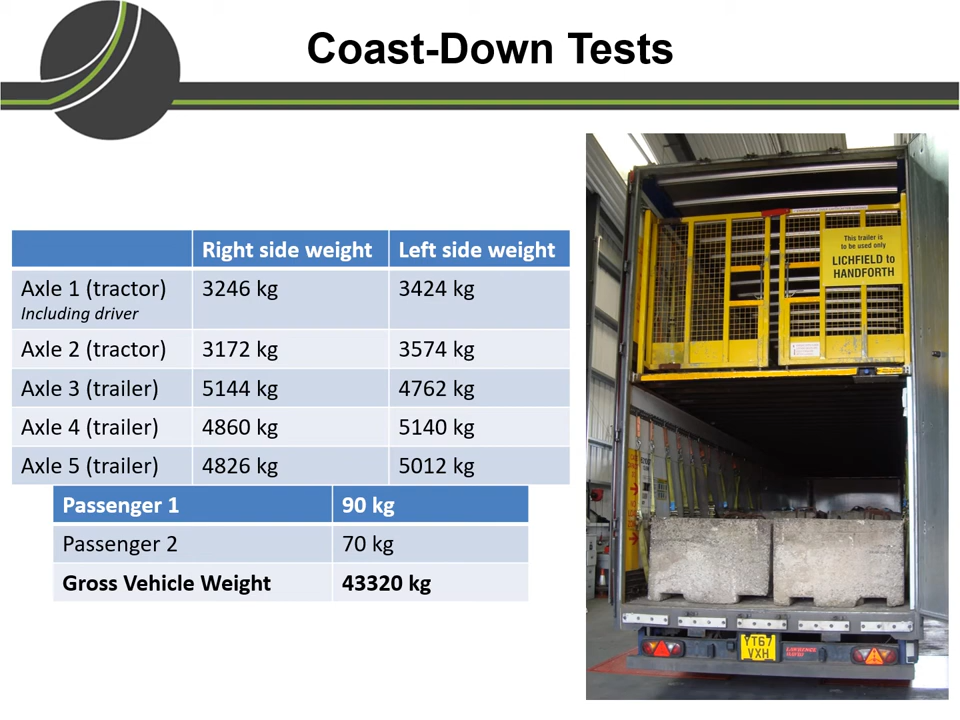 Coast-Down Tests
Right side weight Left side weight
Axle 1 (tractor) 3246 kg 3424 kg
Including driver
Axle 2 (tractor) 3172 kg 3574 kg
Axle 3 (trailer) 5144 kg 4762 kg
Axle 4 (trailer) 4860 kg 5140 kg
Axle 5 (trailer) 4826 kg 5012 kg
Passenger 1 90 kg
Passenger 2 70 kg
Gross Vehicle Weight 43320 kg
This trailer is
to be used only
LICHFIELD to
HANDFORTH
YT67
VXH